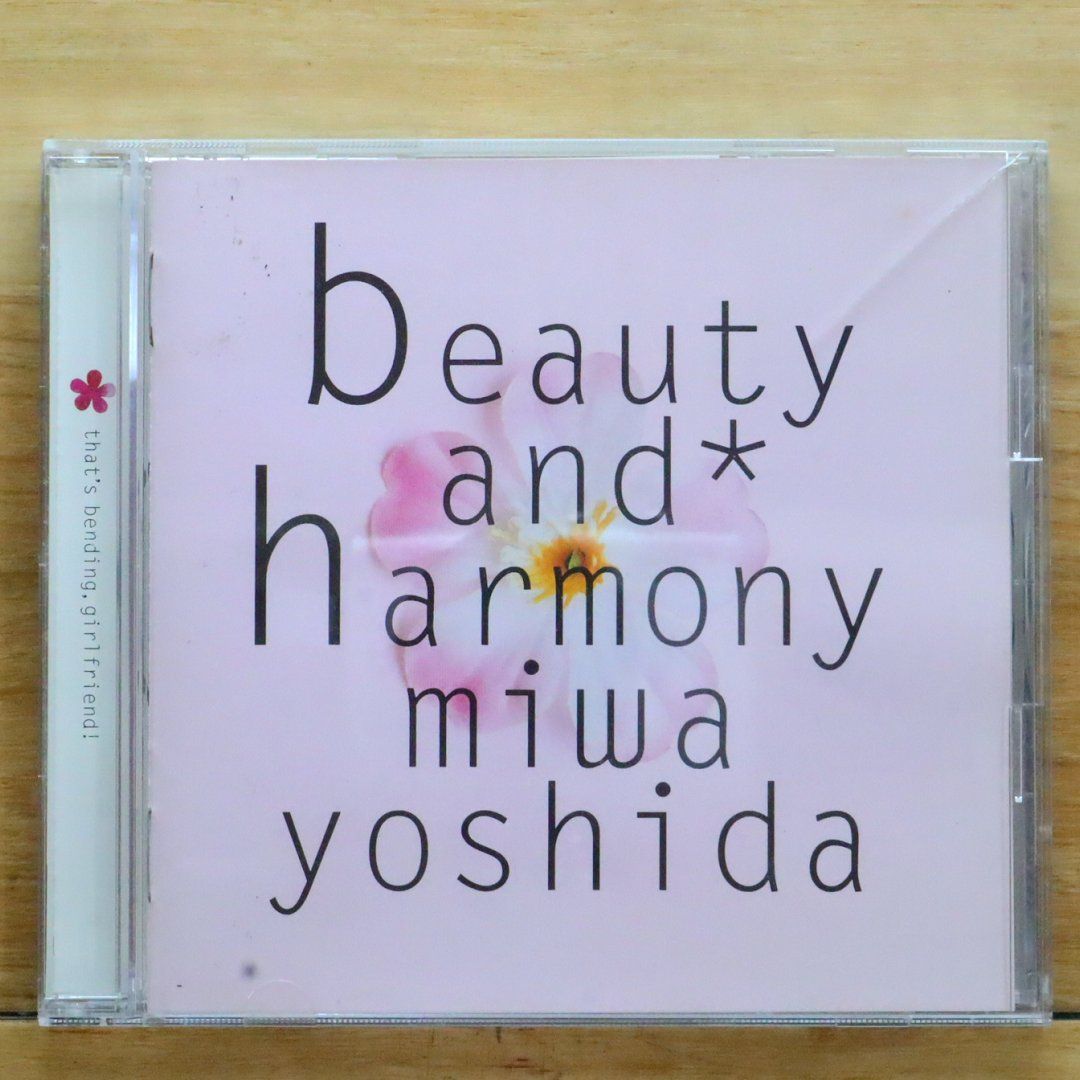 beauty
and*
harmony
miwa
yoshida
that's bending,girlfriend!